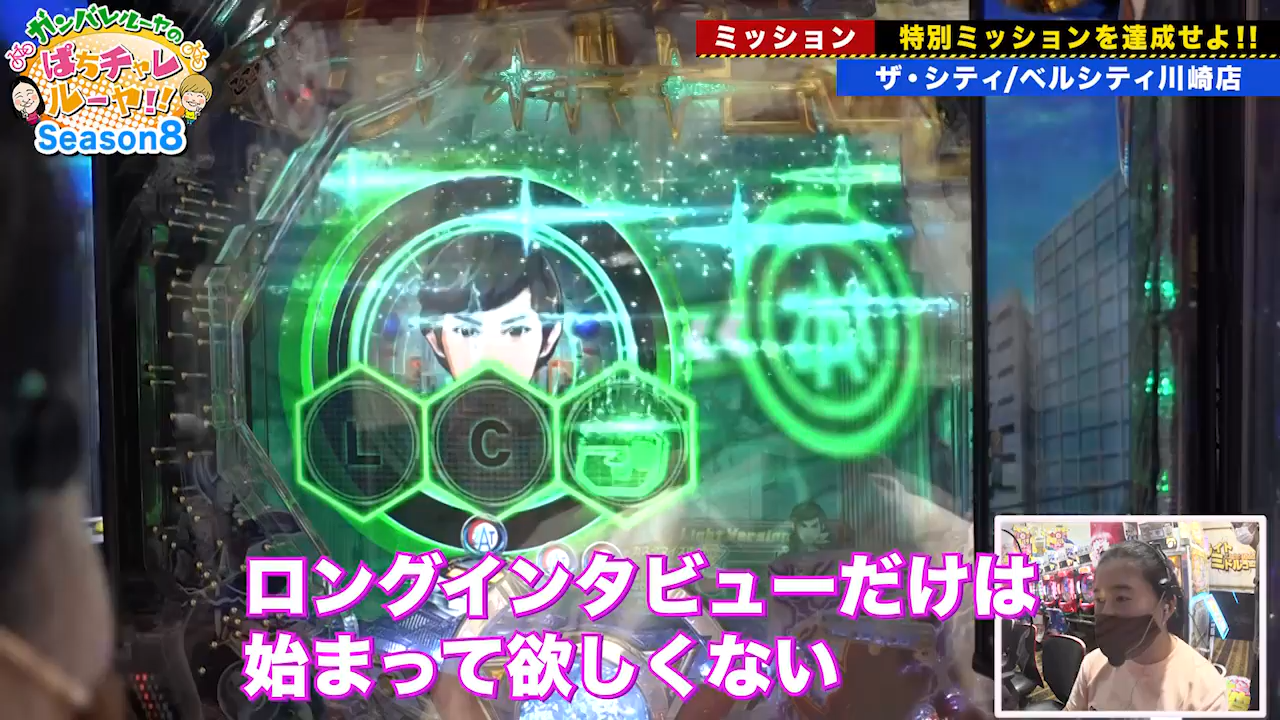 ガンバレルーヤの
ぱちチャレ
ルーヤ!!
Season8
ミッション
特別ミッションを達成せよ!!
ザ・シティ/ベルシティ川崎店
L
C
Light Version
ロングインタビューだけは
始まって欲しくない